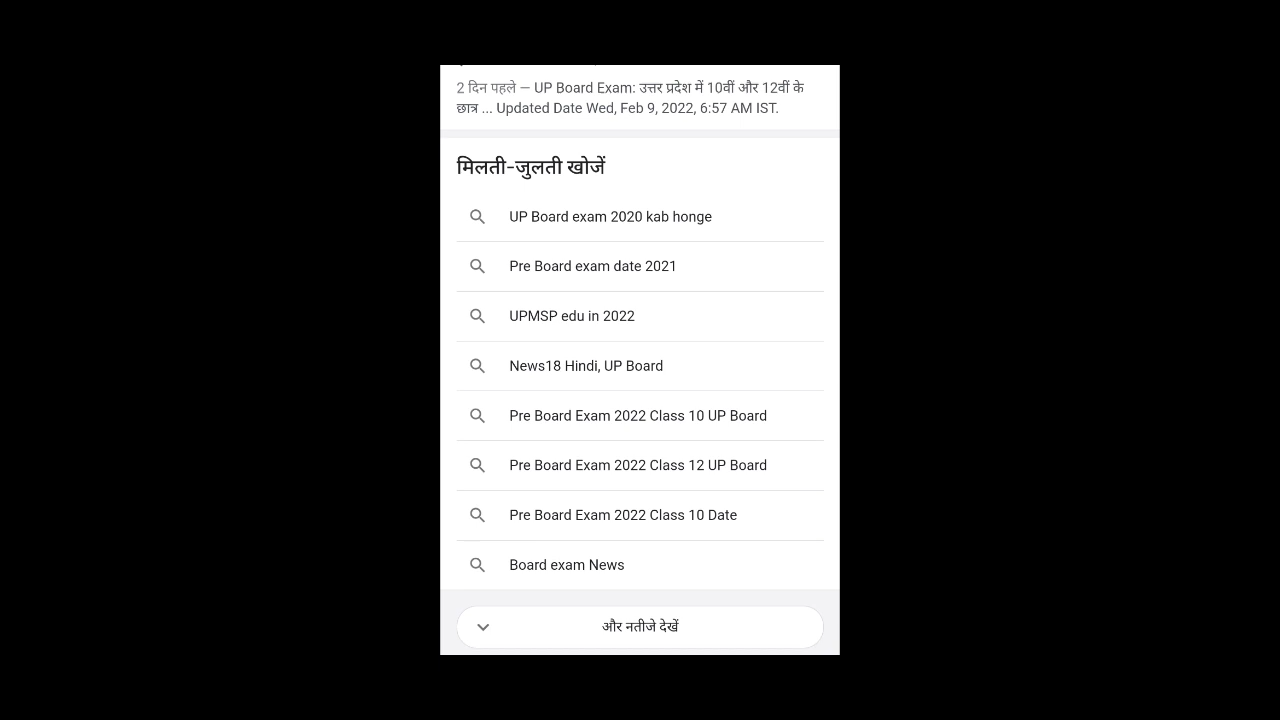 2 दिन पहले — UP Board Exam: उत्तर प्रदेश में 10वीं और 12वीं के
छात्र ... Updated Date Wed, Feb 9, 2022, 6:57 AM IST.
मिलती-जुलती खोजें
UP Board exam 2020 kab honge
Pre Board exam date 2021
UPMSP edu in 2022
News18 Hindi, UP Board
Pre Board Exam 2022 Class 10 UP Board
Pre Board Exam 2022 Class 12 UP Board
Pre Board Exam 2022 Class 10 Date
Board exam News
और नतीजे देखें